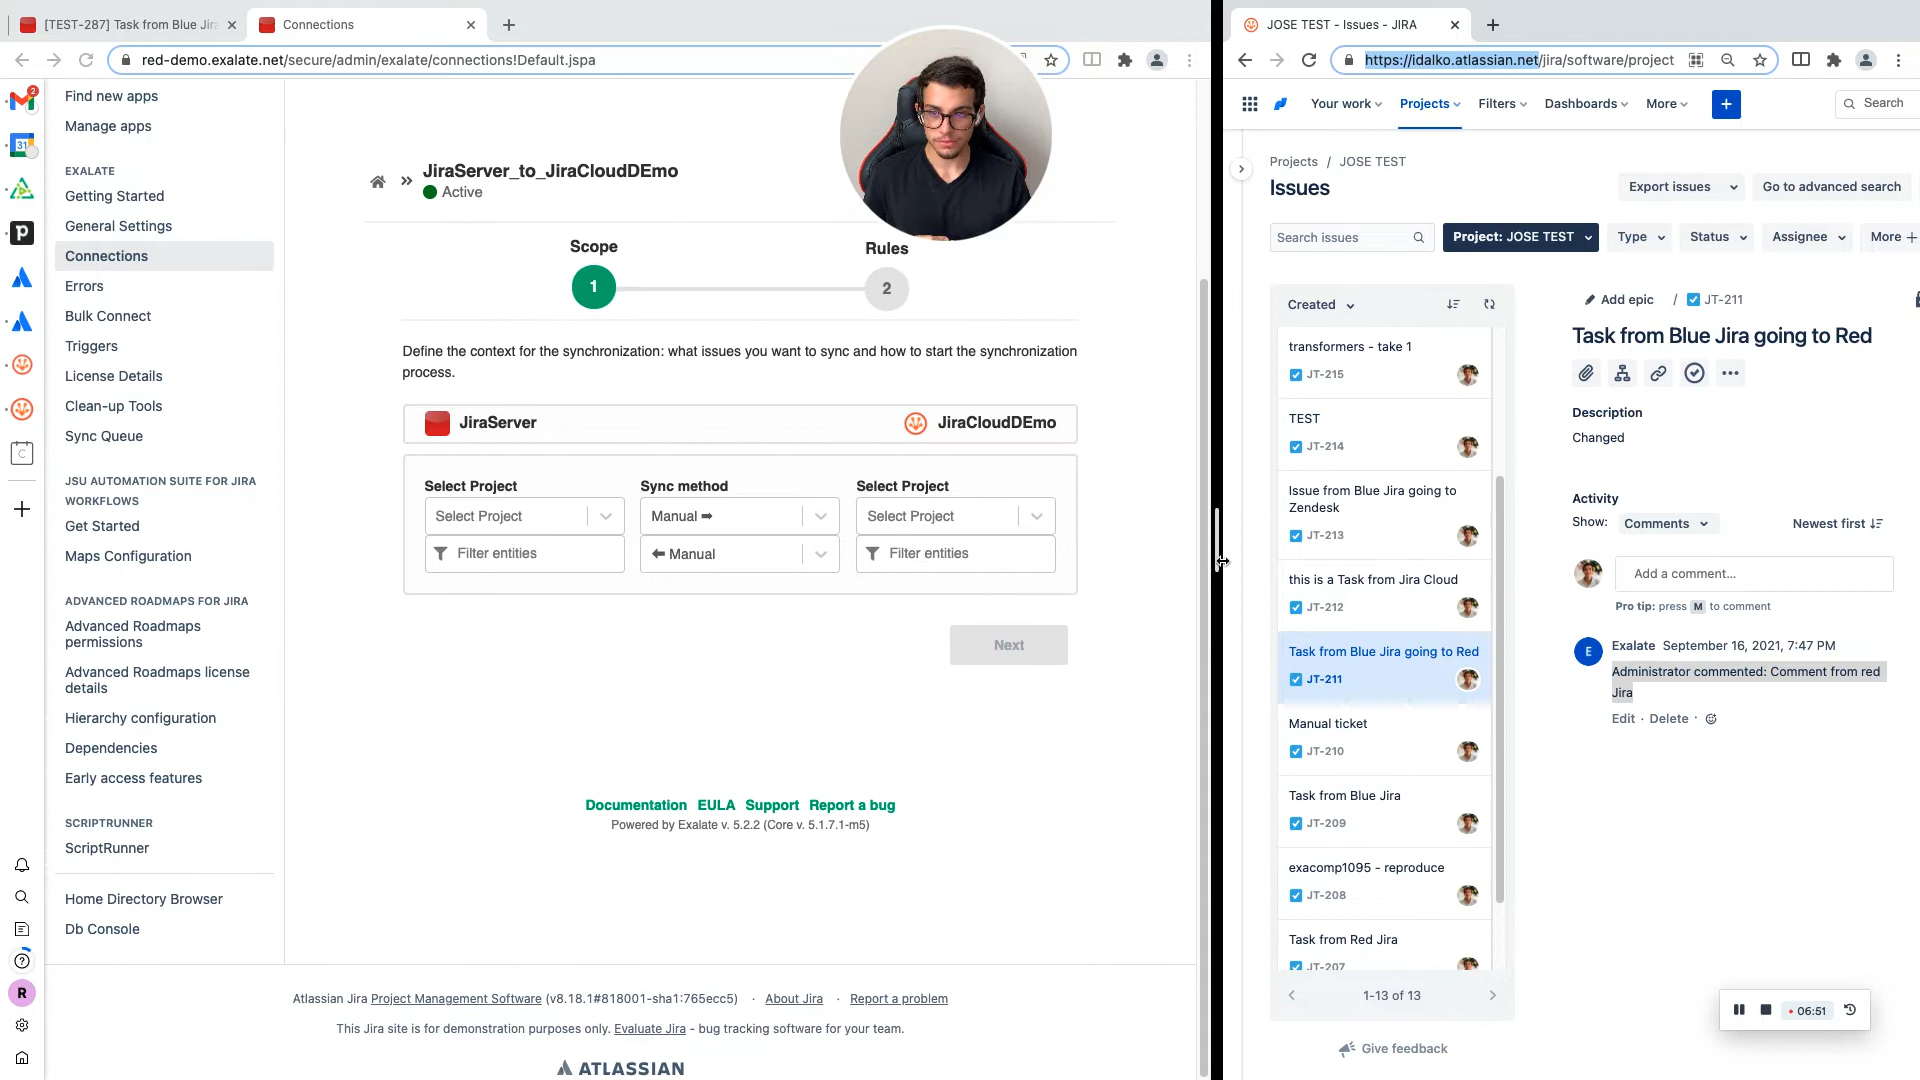 [TEST-287] Task from Blue Jira
Connections
red-demo.exalate.net/secure/admin/exalate/connections!Default.jspa
2
31
Find new apps
Manage apps
EXALATE
Getting Started
General Settings
Connections
Errors
Bulk Connect
Triggers
License Details
Clean-up Tools
Sync Queue
JSU AUTOMATION SUITE FOR JIRA
WORKFLOWS
Get Started
Maps Configuration
ADVANCED ROADMAPS FOR JIRA
Advanced Roadmaps
permissions
Advanced Roadmaps license
details
Hierarchy configuration
Dependencies
Early access features
SCRIPTRUNNER
ScriptRunner
Home Directory Browser
Db Console
R
JiraServer_to_JiraCloudDEmo
Active
Scope
Rules
1
2
Define the context for the synchronization: what issues you want to sync and how to start the synchronization
process.
JiraServer
JiraCloudDEmo
Select Project
Sync method
Select Project
Select Project
Manual ➡
Select Project
Filter entities
⬅ Manual
Filter entities
Next
Documentation EULA Support Report a bug
Powered by Exalate v. 5.2.2 (Core v. 5.1.7.1-m5)
Atlassian Jira Project Management Software (v8.18.1#818001-sha1:765ecc5) · About Jira · Report a problem
This Jira site is for demonstration purposes only. Evaluate Jira - bug tracking software for your team.
ATLASSIAN
JOSE TEST - Issues - JIRA
https://idalko.atlassian.net/jira/software/project
Your work
Projects
Filters
Dashboards
More
Search
Projects / JOSE TEST
Issues
Export issues
Go to advanced search
Search issues
Project: JOSE TEST
Type
Status
Assignee
More +
Created
transformers - take 1
JT-215
TEST
JT-214
Issue from Blue Jira going to
Zendesk
JT-213
this is a Task from Jira Cloud
JT-212
Task from Blue Jira going to Red
JT-211
Manual ticket
JT-210
Task from Blue Jira
JT-209
exacomp1095 - reproduce
JT-208
Task from Red Jira
JT-207
1-13 of 13
Give feedback
Add epic / JT-211
Task from Blue Jira going to Red
Description
Changed
Activity
Show: Comments
Newest first
Add a comment…
Pro tip: press M to comment
E
Exalate September 16, 2021, 7:47 PM
Administrator commented: Comment from red
Jira
Edit · Delete ·
06:51